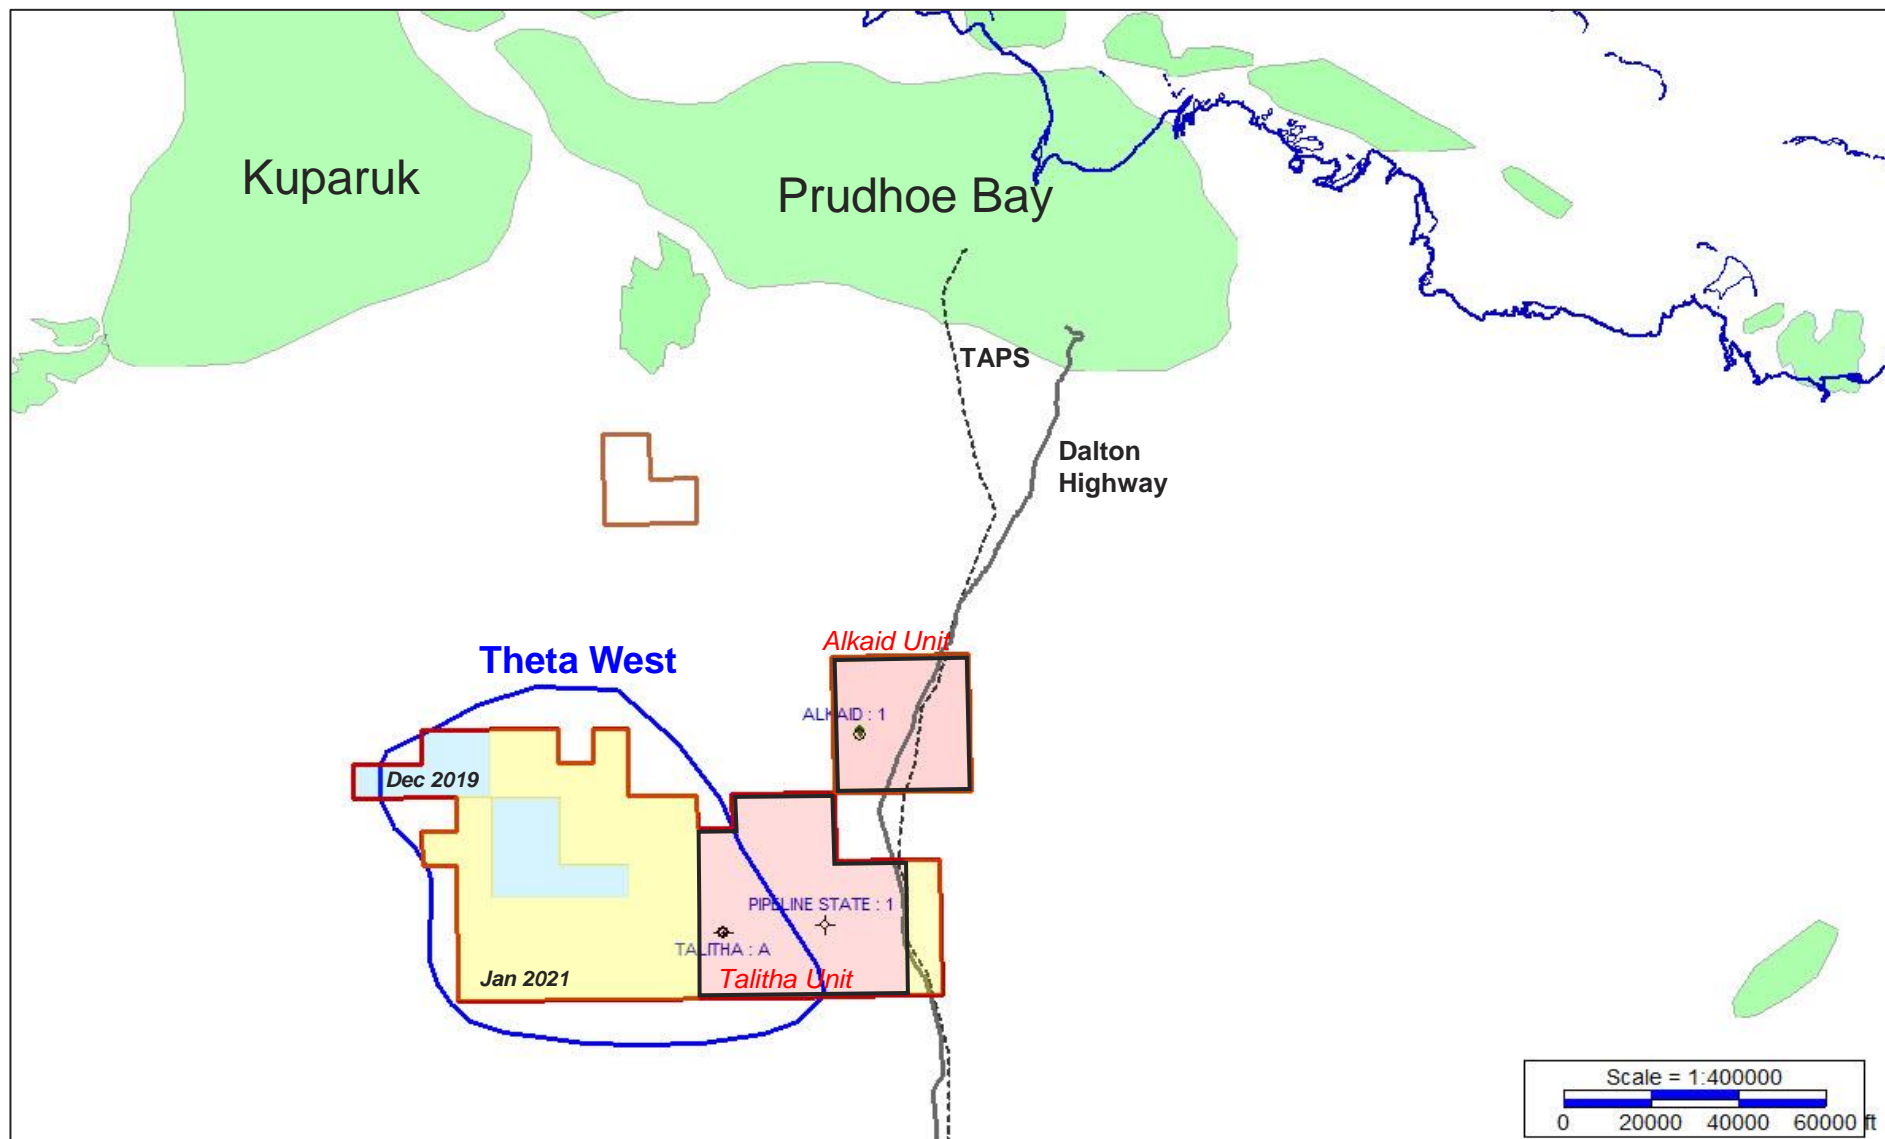 Kuparuk
Prudhoe Bay
TAPS
Dalton
Highway
Alkaid Unit
Theta West
ALKAID : 1
Dec 2019
PIPELINE STATE : 1
TALITHA : A
Jan 2021
Talitha Unit
Scale = 1:400000
0 20000 40000 60000 ft